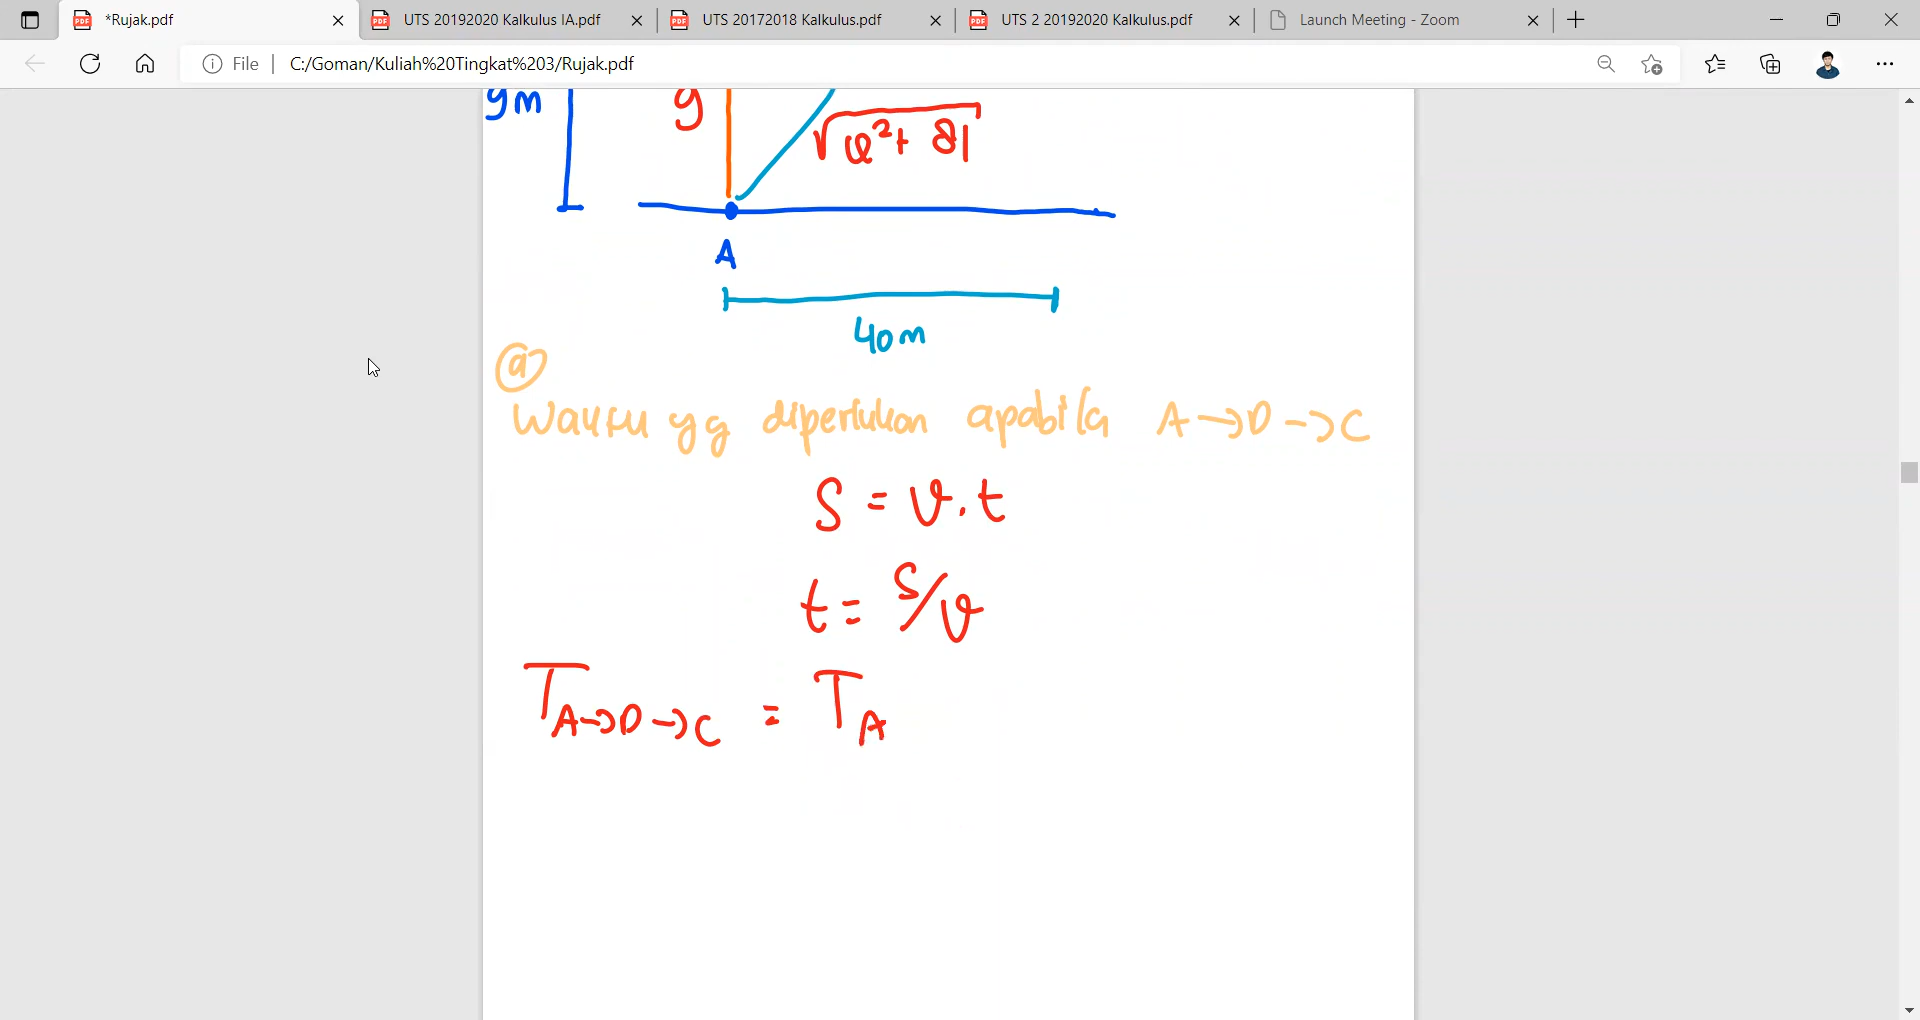 *Rujak.pdf
UTS 20192020 Kalkulus IA.pdf
UTS 20172018 Kalkulus.pdf
UTS 2 20192020 Kalkulus.pdf
Launch Meeting - Zoom
File | C:/Goman/Kuliah%20Tingkat%203/Rujak.pdf
9m
9
√(x²+81)
A
40m
(a)
Waktu yg diperlukan apabila A→D→C
S = v.t
t = S/v
T A→D→C = T A